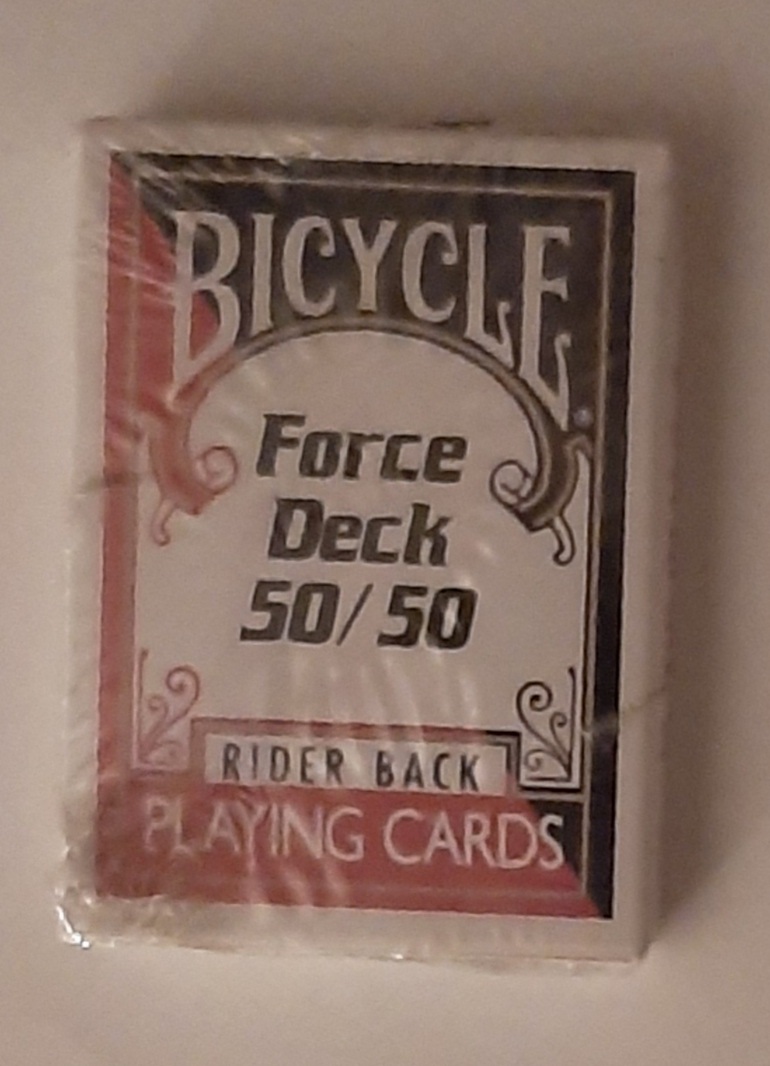 BICYCLE
Force
Deck
50/50
RIDER BACK
PLAYING CARDS